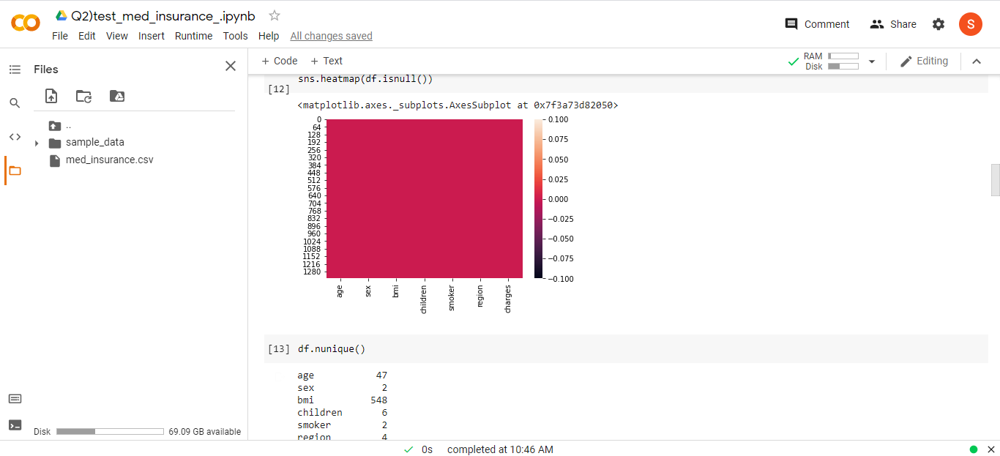 Q2)test_med_insurance_.ipynb
File Edit View Insert Runtime Tools Help All changes saved
Comment Share S
Files
+ Code + Text
RAM
Disk
Editing
..
sample_data
med_insurance.csv
Disk 69.09 GB available
sns.heatmap(df.isnull())
[12]
<matplotlib.axes._subplots.AxesSubplot at 0x7f3a73d82050>
0
64
128
192
256
320
384
448
512
576
640
704
768
832
896
960
1024
1088
1152
1216
1280
age
sex
bmi
children
smoker
region
charges
0.100
0.075
0.050
0.025
0.000
−0.025
−0.050
−0.075
−0.100
[13] df.nunique()
age 47
sex 2
bmi 548
children 6
smoker 2
region 4
0s completed at 10:46 AM